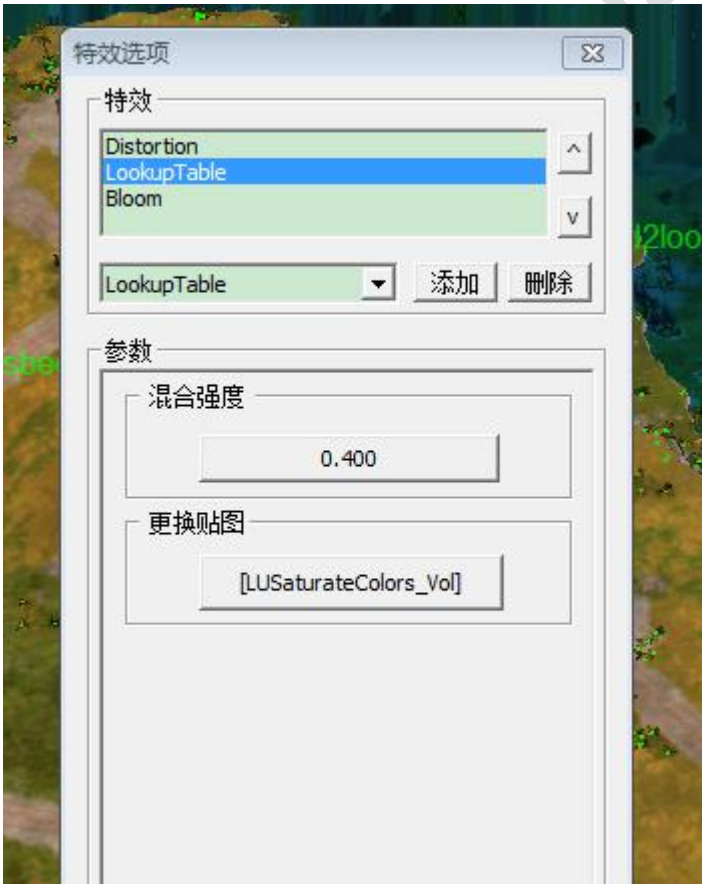 特效选项
特效
Distortion
LookupTable
Bloom
LookupTable
添加
删除
参数
混合强度
0.400
更换贴图
[LUSaturateColors_Vol]